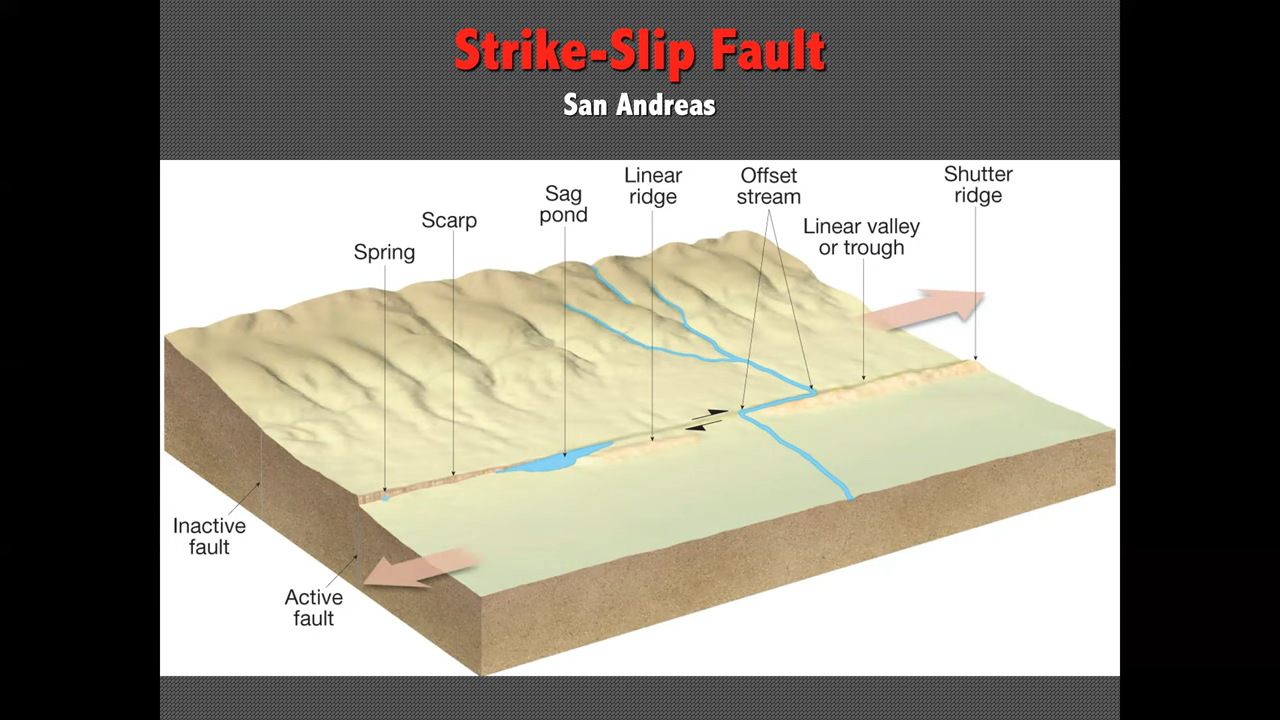 Strike-Slip Fault
San Andreas
Spring
Scarp
Sag
pond
Linear
ridge
Offset
stream
Linear valley
or trough
Shutter
ridge
Inactive
fault
Active
fault